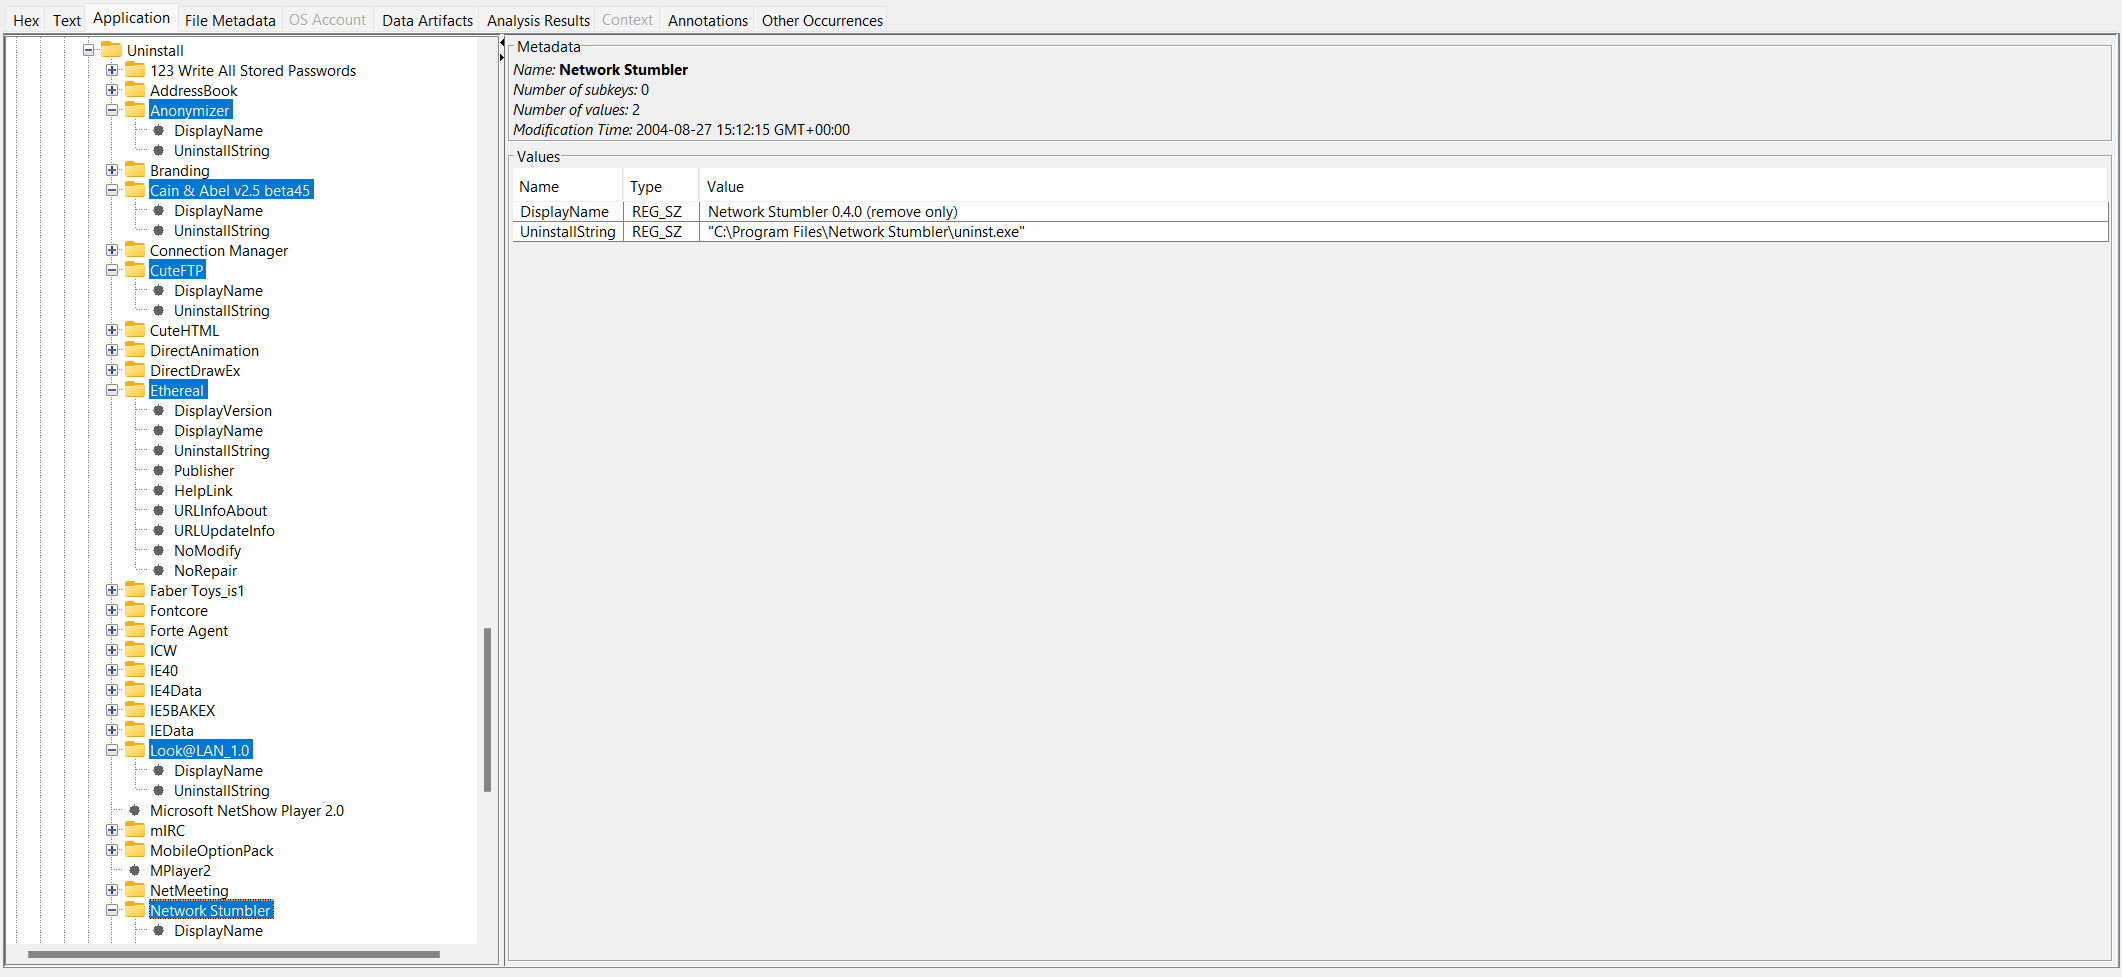 Hex Text Application File Metadata OS Account Data Artifacts Analysis Results Context Annotations Other Occurrences
Uninstall
123 Write All Stored Passwords
AddressBook
Anonymizer
DisplayName
UninstallString
Branding
Cain & Abel v2.5 beta45
DisplayName
UninstallString
Connection Manager
CuteFTP
DisplayName
UninstallString
CuteHTML
DirectAnimation
DirectDrawEx
Ethereal
DisplayVersion
DisplayName
UninstallString
Publisher
HelpLink
URLInfoAbout
URLUpdateInfo
NoModify
NoRepair
Faber Toys_is1
Fontcore
Forte Agent
ICW
IE40
IE4Data
IE5BAKEX
IEData
Look@LAN_1.0
DisplayName
UninstallString
Microsoft NetShow Player 2.0
mIRC
MobileOptionPack
MPlayer2
NetMeeting
Network Stumbler
DisplayName
Metadata
Name: Network Stumbler
Number of subkeys: 0
Number of values: 2
Modification Time: 2004-08-27 15:12:15 GMT+00:00
Values
Name Type Value
DisplayName REG_SZ Network Stumbler 0.4.0 (remove only)
UninstallString REG_SZ "C:\Program Files\Network Stumbler\uninst.exe"